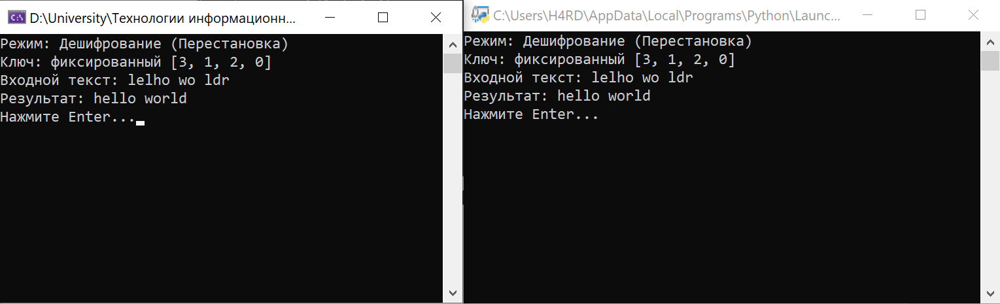 D:\University\Технологии информационн...
Режим: Дешифрование (Перестановка)
Ключ: фиксированный [3, 1, 2, 0]
Входной текст: lelho wo ldr
Результат: hello world
Нажмите Enter...
C:\Users\H4RD\AppData\Local\Programs\Python\Launc...
Режим: Дешифрование (Перестановка)
Ключ: фиксированный [3, 1, 2, 0]
Входной текст: lelho wo ldr
Результат: hello world
Нажмите Enter...